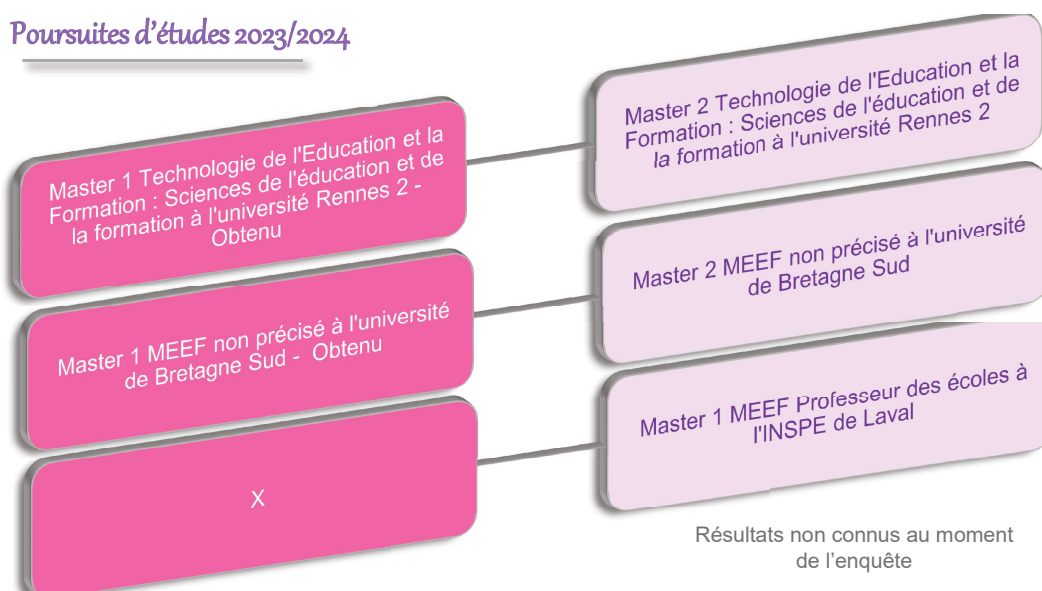 Poursuites d'études 2023/2024
Master 1 Technologie de l'Education et la
Formation : Sciences de l'éducation et de
la formation à l'université Rennes 2 -
Obtenu
Master 2 Technologie de l'Education et la
Formation : Sciences de l'éducation et de
la formation à l'université Rennes 2
Master 1 MEEF non précisé à l'université
de Bretagne Sud - Obtenu
Master 2 MEEF non précisé à l'université
de Bretagne Sud
X
Master 1 MEEF Professeur des écoles à
l'INSPE de Laval
Résultats non connus au moment
de l'enquête